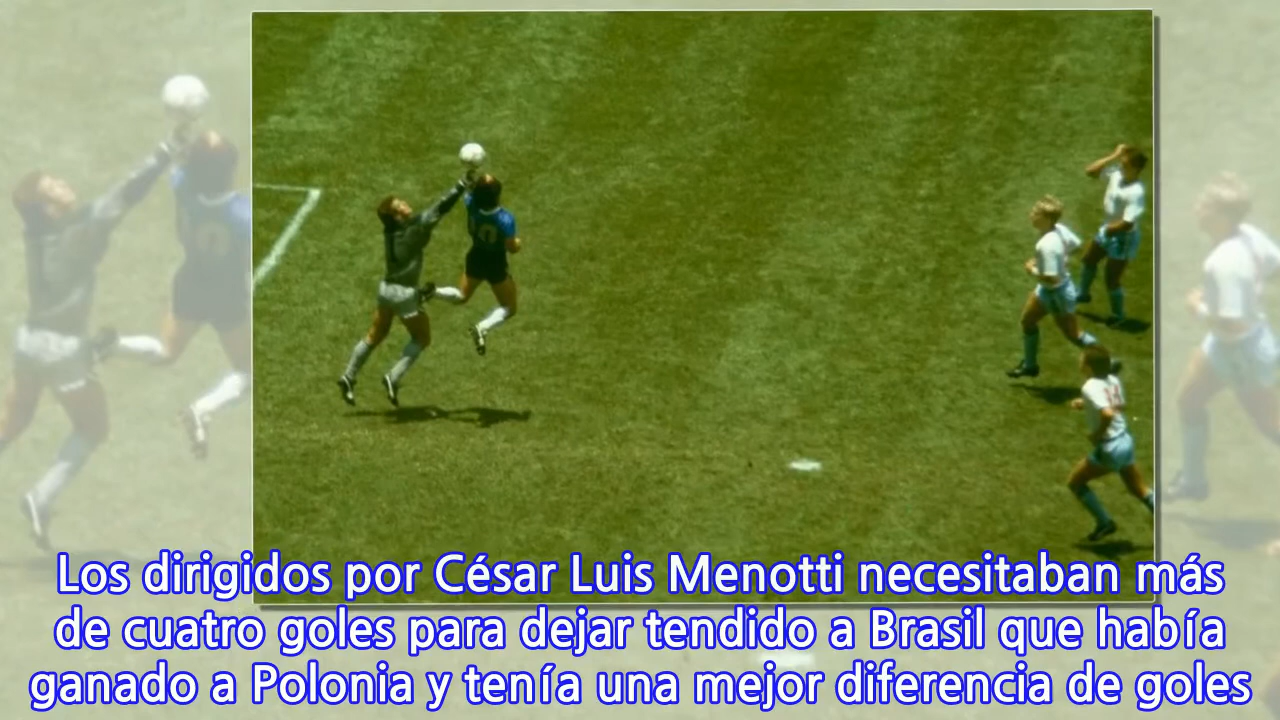 Los dirigidos por César Luis Menotti necesitaban más
de cuatro goles para dejar tendido a Brasil que había
ganado a Polonia y tenía una mejor diferencia de goles